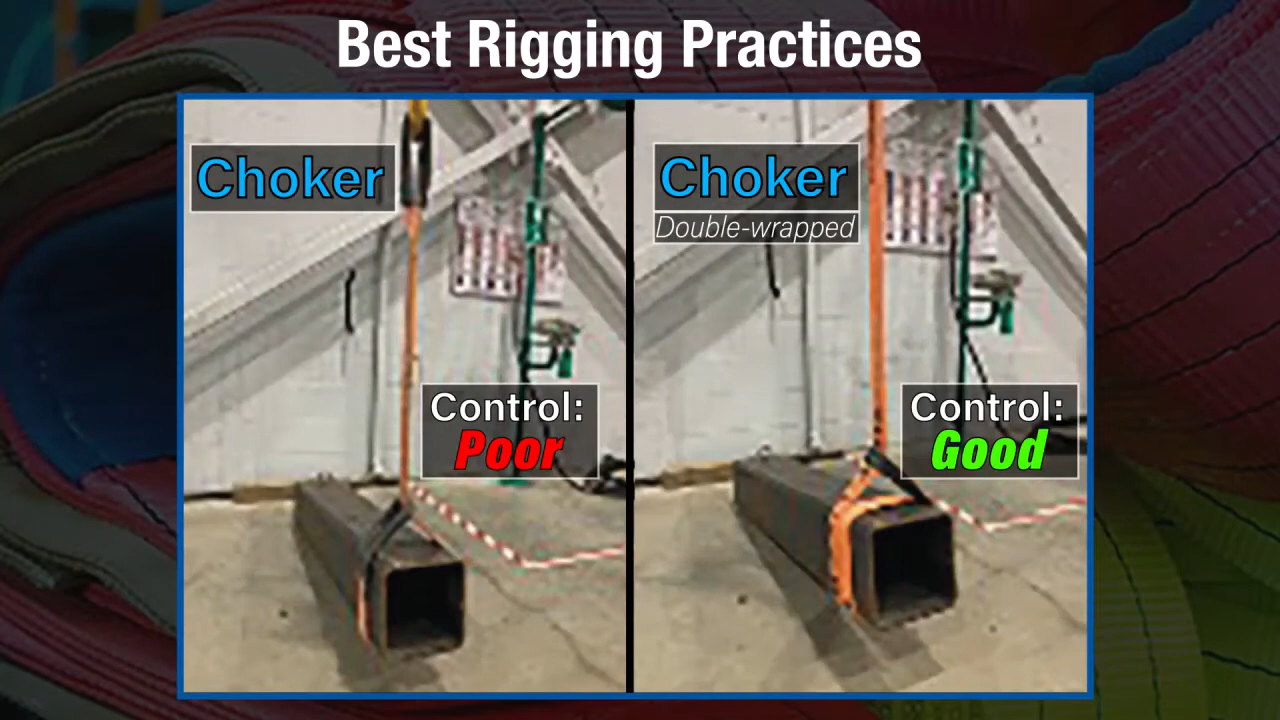 Best Rigging Practices
Choker
Control:
Poor
Choker
Double-wrapped
Control:
Good